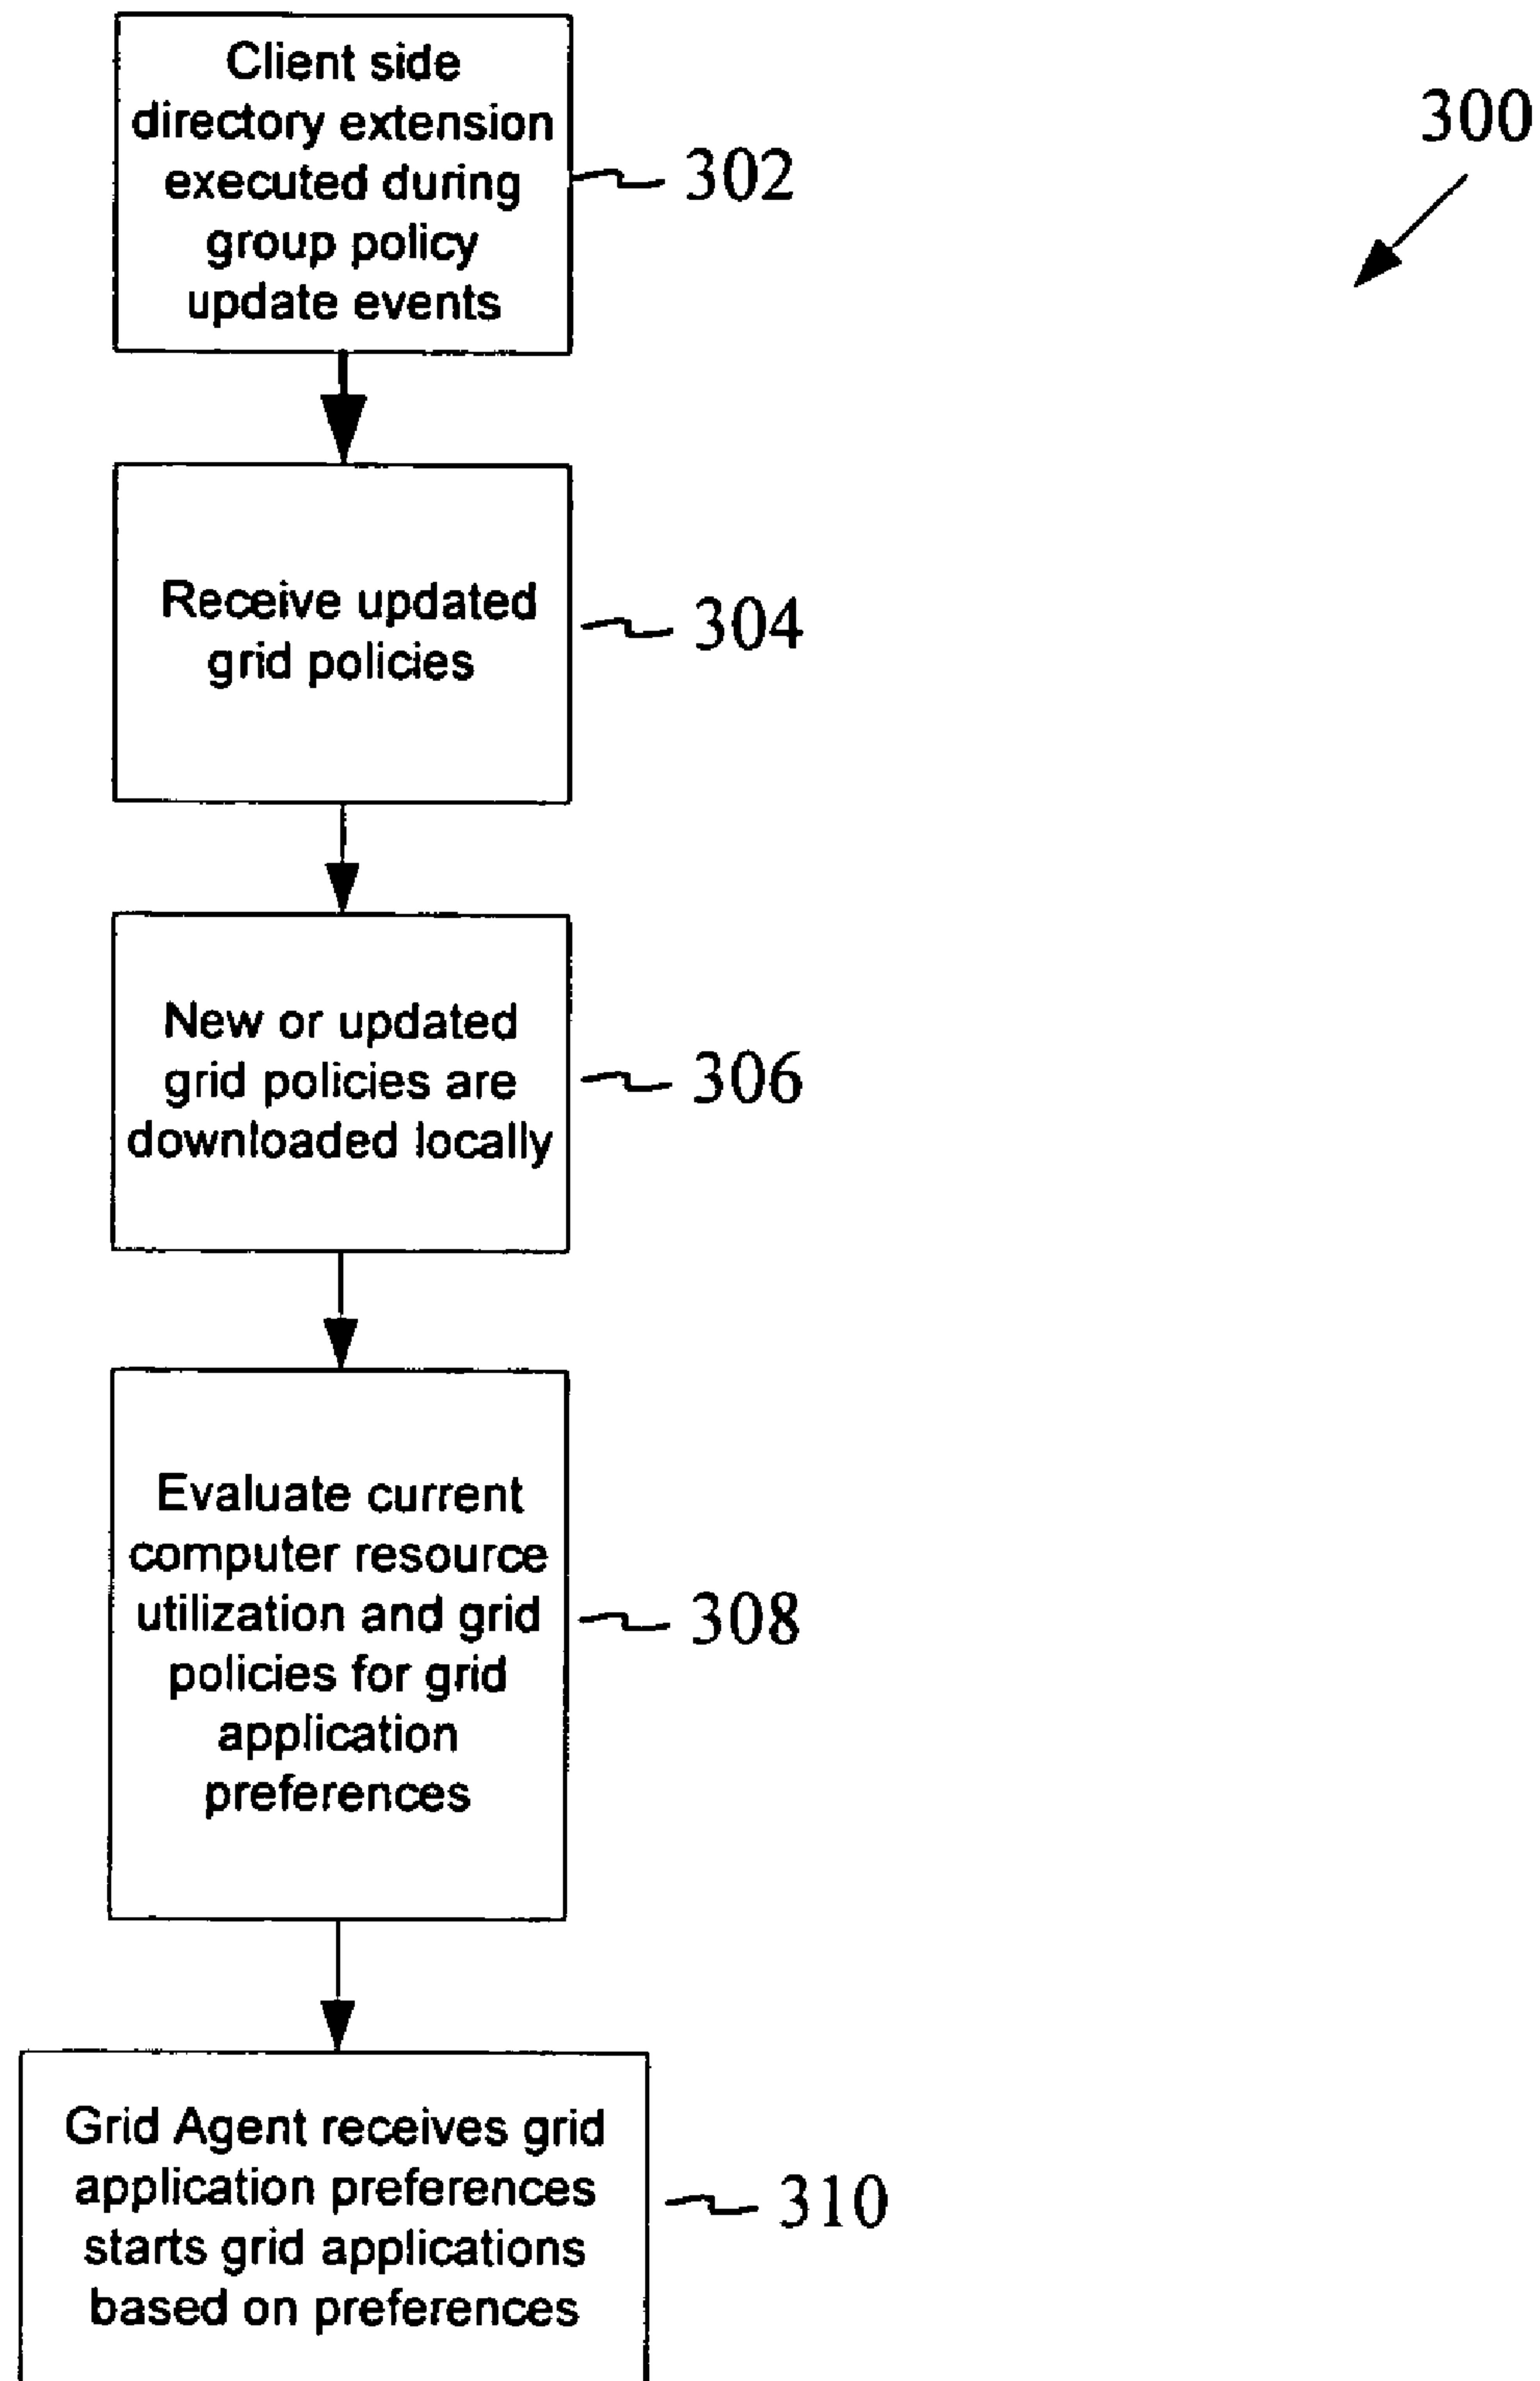 Client side
directory extension
executed during
group policy
update events
302
300
Receive updated
grid policies
304
New or updated
grid policies are
downloaded locally
306
Evaluate current
computer resource
utilization and grid
policies for grid
application
preferences
308
Grid Agent receives grid
application preferences
starts grid applications
based on preferences
310